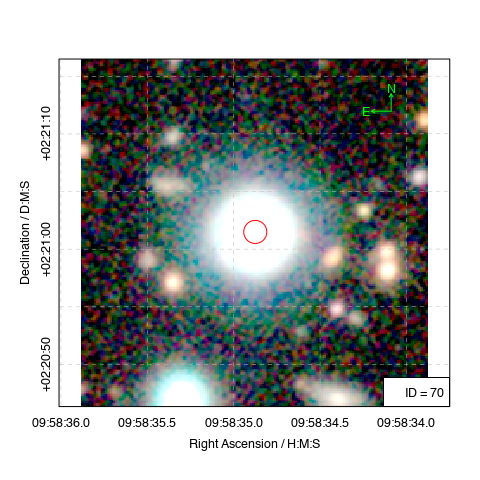 N
E
+02:21:10
+02:21:00
+02:20:50
Declination / D:M:S
ID = 70
09:58:36.0 09:58:35.5 09:58:35.0 09:58:34.5 09:58:34.0
Right Ascension / H:M:S